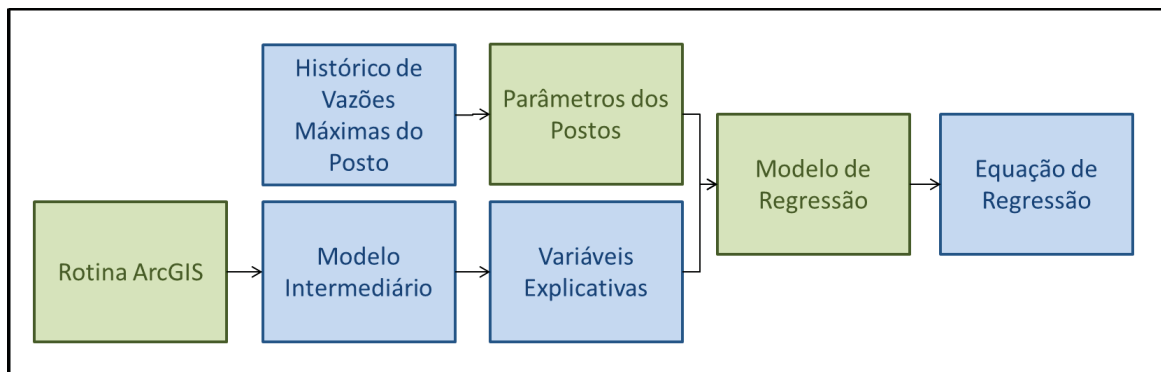 Histórico de
Vazões
Máximas do
Posto
Parâmetros dos
Postos
Modelo de
Regressão
Equação de
Regressão
Rotina ArcGIS
Modelo
Intermediário
Variáveis
Explicativas